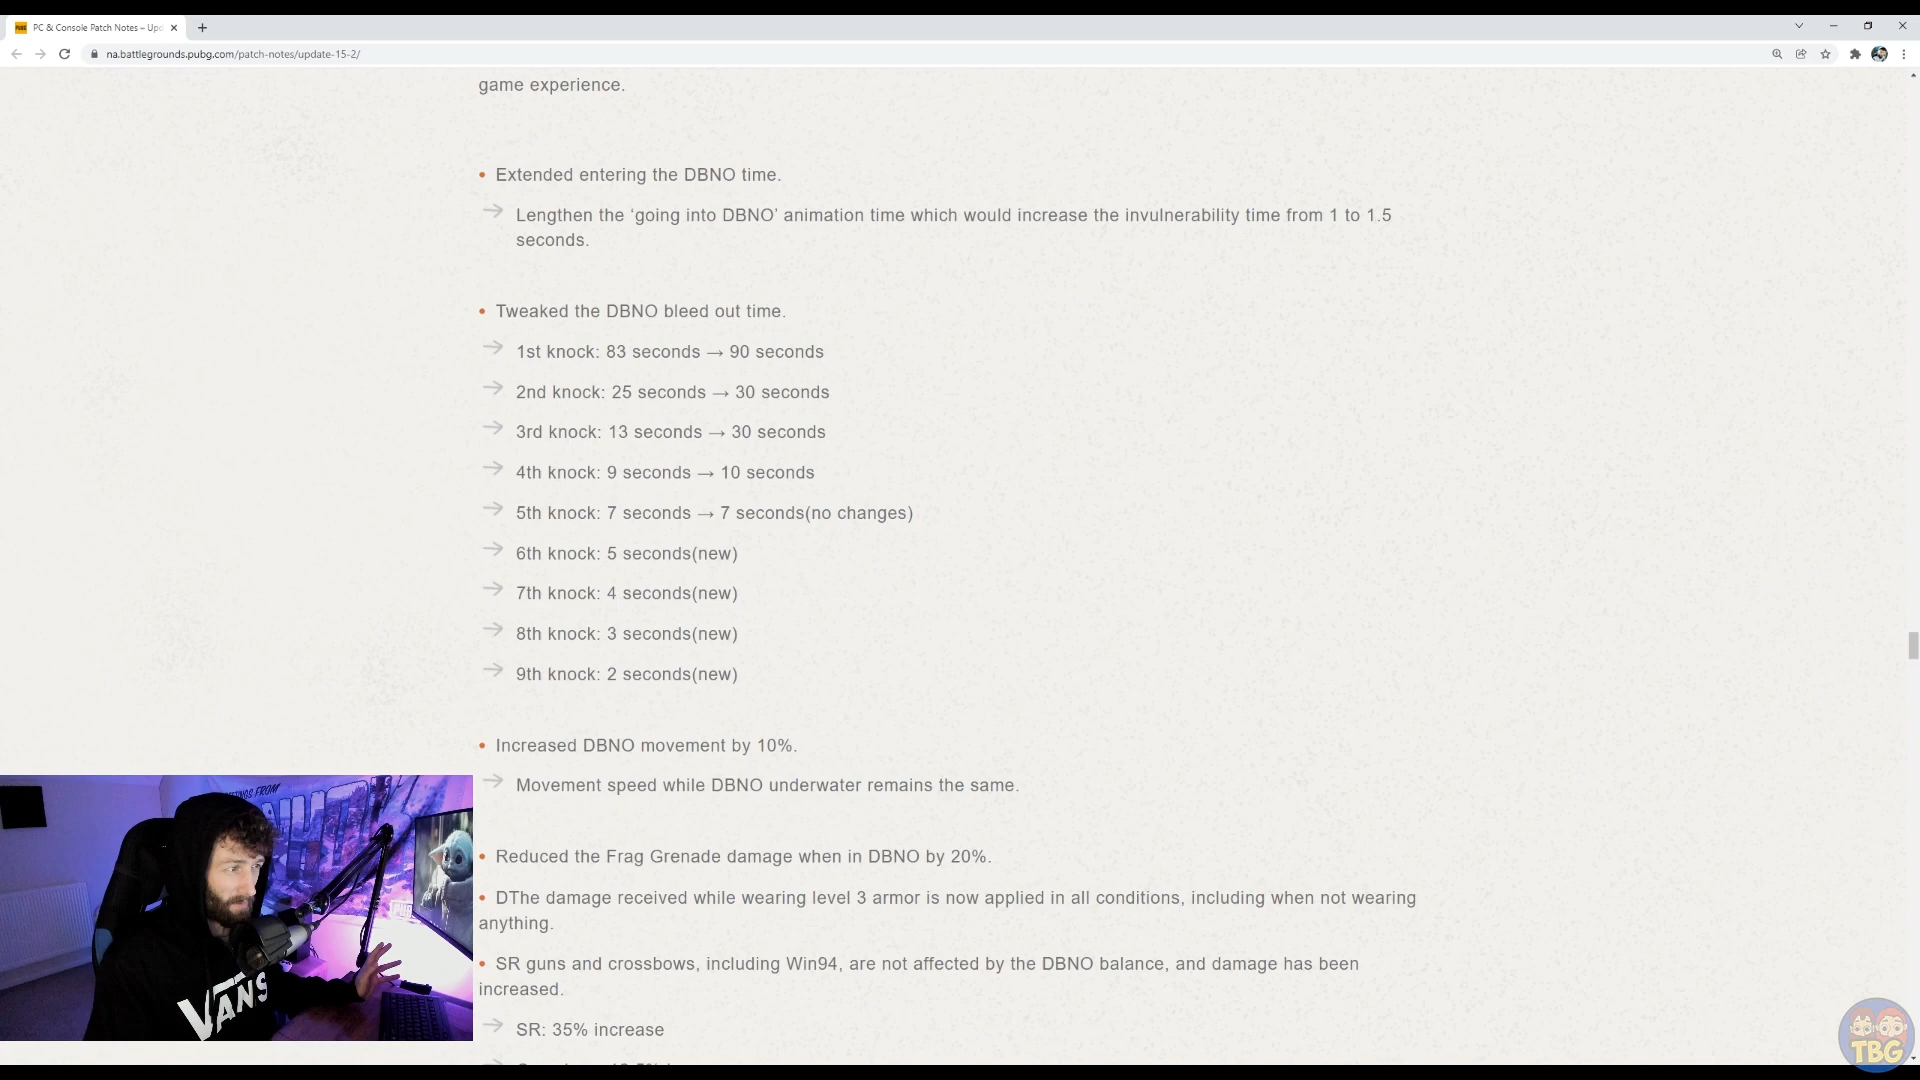 PC & Console Patch Notes – Upd
na.battlegrounds.pubg.com/patch-notes/update-15-2/
game experience.
• Extended entering the DBNO time.
→ Lengthen the ‘going into DBNO’ animation time which would increase the invulnerability time from 1 to 1.5
seconds.
• Tweaked the DBNO bleed out time.
→ 1st knock: 83 seconds → 90 seconds
→ 2nd knock: 25 seconds → 30 seconds
→ 3rd knock: 13 seconds → 30 seconds
→ 4th knock: 9 seconds → 10 seconds
→ 5th knock: 7 seconds → 7 seconds(no changes)
→ 6th knock: 5 seconds(new)
→ 7th knock: 4 seconds(new)
→ 8th knock: 3 seconds(new)
→ 9th knock: 2 seconds(new)
• Increased DBNO movement by 10%.
→ Movement speed while DBNO underwater remains the same.
• Reduced the Frag Grenade damage when in DBNO by 20%.
• DThe damage received while wearing level 3 armor is now applied in all conditions, including when not wearing
anything.
• SR guns and crossbows, including Win94, are not affected by the DBNO balance, and damage has been
increased.
→ SR: 35% increase
FROM
VANS
TBG